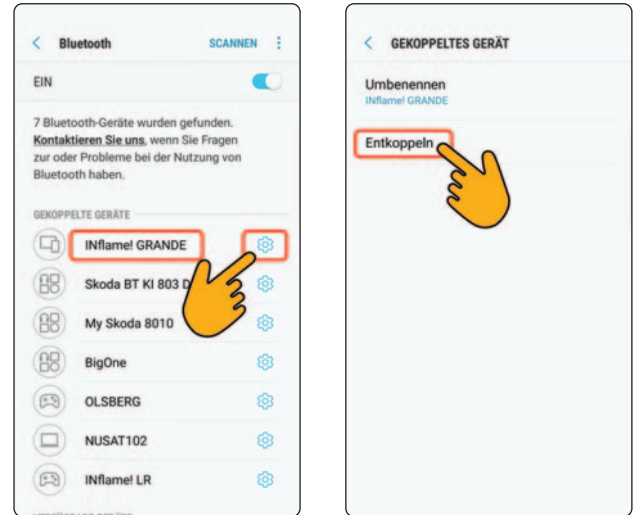 Bluetooth
SCANNEN
EIN
7 Bluetooth-Geräte wurden gefunden.
Kontaktieren Sie uns, wenn Sie Fragen
zur oder Probleme bei der Nutzung von
Bluetooth haben.
GEKOPPELTE GERÄTE
INflame! GRANDE
Skoda BT KI 803 D
My Skoda 8010
BigOne
OLSBERG
NUSAT102
INflame! LR
GEKOPPELTES GERÄT
Umbenennen
INflame! GRANDE
Entkoppeln